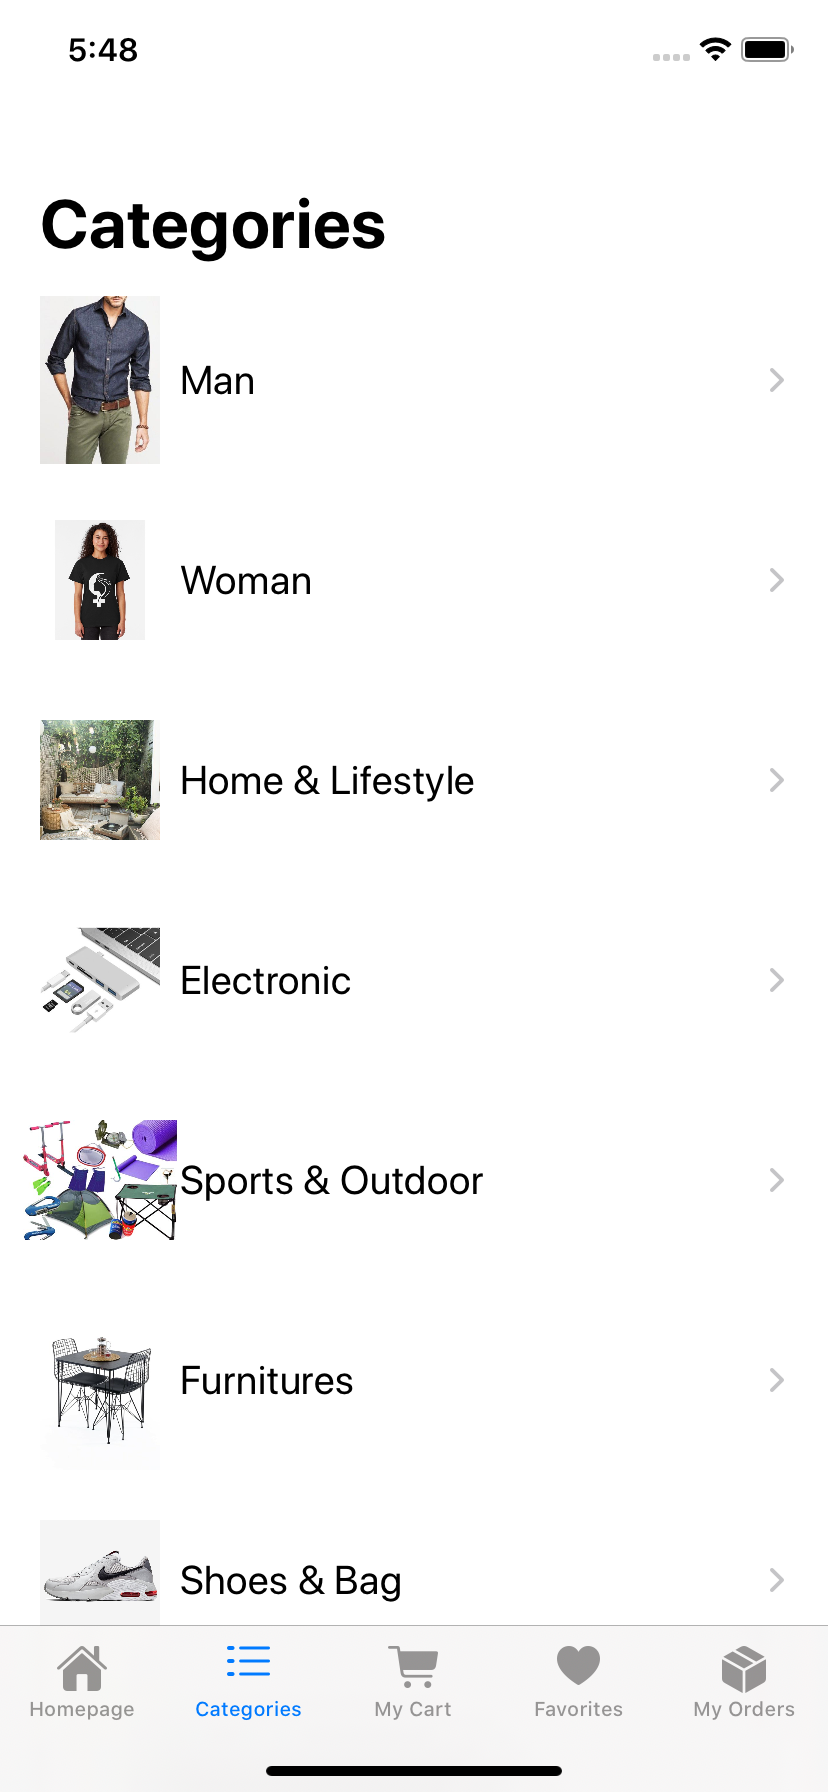 5:48
Categories
Man
Woman
Home & Lifestyle
Electronic
Sports & Outdoor
Furnitures
Shoes & Bag
Homepage
Categories
My Cart
Favorites
My Orders